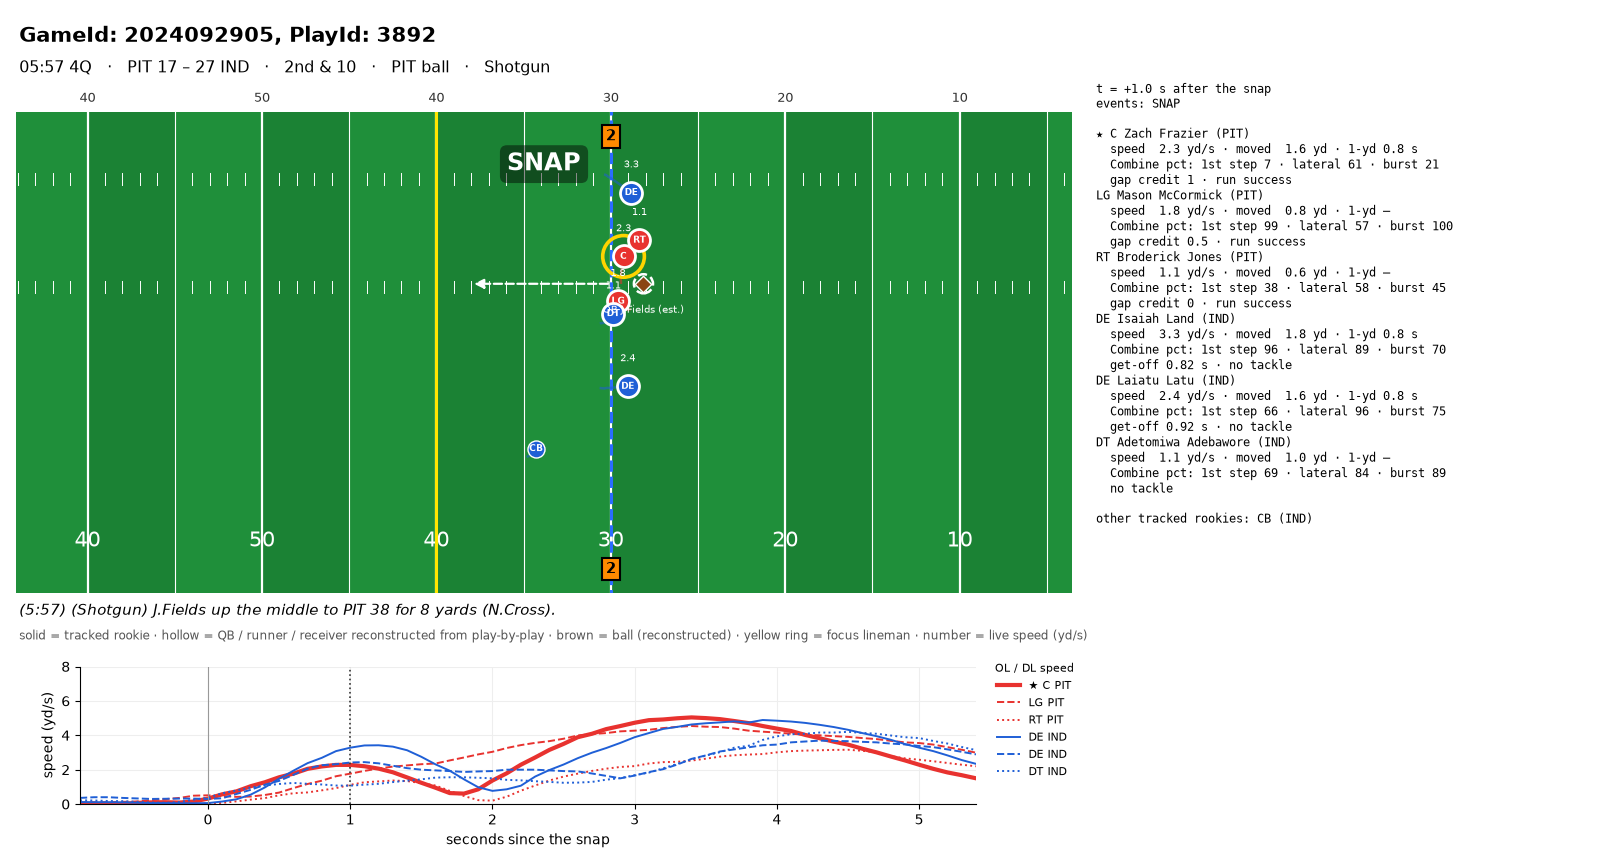 GameId: 2024092905, PlayId: 3892
05:57 4Q · PIT 17 – 27 IND · 2nd & 10 · PIT ball · Shotgun
40 50 40 30 20 10
2
SNAP
3.3
DE
1.1
2.3
RT
C
1.8
1.1
LG
DT
Fields (est.)
2.4
DE
CB
40 50 40 30 20 10
2
(5:57) (Shotgun) J.Fields up the middle to PIT 38 for 8 yards (N.Cross).
solid = tracked rookie · hollow = QB / runner / receiver reconstructed from play-by-play · brown = ball (reconstructed) · yellow ring = focus lineman · number = live speed (yd/s)
t = +1.0 s after the snap
events: SNAP
★ C Zach Frazier (PIT)
speed 2.3 yd/s · moved 1.6 yd · 1-yd 0.8 s
Combine pct: 1st step 7 · lateral 61 · burst 21
gap credit 1 · run success
LG Mason McCormick (PIT)
speed 1.8 yd/s · moved 0.8 yd · 1-yd —
Combine pct: 1st step 99 · lateral 57 · burst 100
gap credit 0.5 · run success
RT Broderick Jones (PIT)
speed 1.1 yd/s · moved 0.6 yd · 1-yd —
Combine pct: 1st step 38 · lateral 58 · burst 45
gap credit 0 · run success
DE Isaiah Land (IND)
speed 3.3 yd/s · moved 1.8 yd · 1-yd 0.8 s
Combine pct: 1st step 96 · lateral 89 · burst 70
get-off 0.82 s · no tackle
DE Laiatu Latu (IND)
speed 2.4 yd/s · moved 1.6 yd · 1-yd 0.8 s
Combine pct: 1st step 66 · lateral 96 · burst 75
get-off 0.92 s · no tackle
DT Adetomiwa Adebawore (IND)
speed 1.1 yd/s · moved 1.0 yd · 1-yd —
Combine pct: 1st step 69 · lateral 84 · burst 89
no tackle
other tracked rookies: CB (IND)
speed (yd/s)
8
6
4
2
0
0 1 2 3 4 5
seconds since the snap
OL / DL speed
★ C PIT
LG PIT
RT PIT
DE IND
DE IND
DT IND